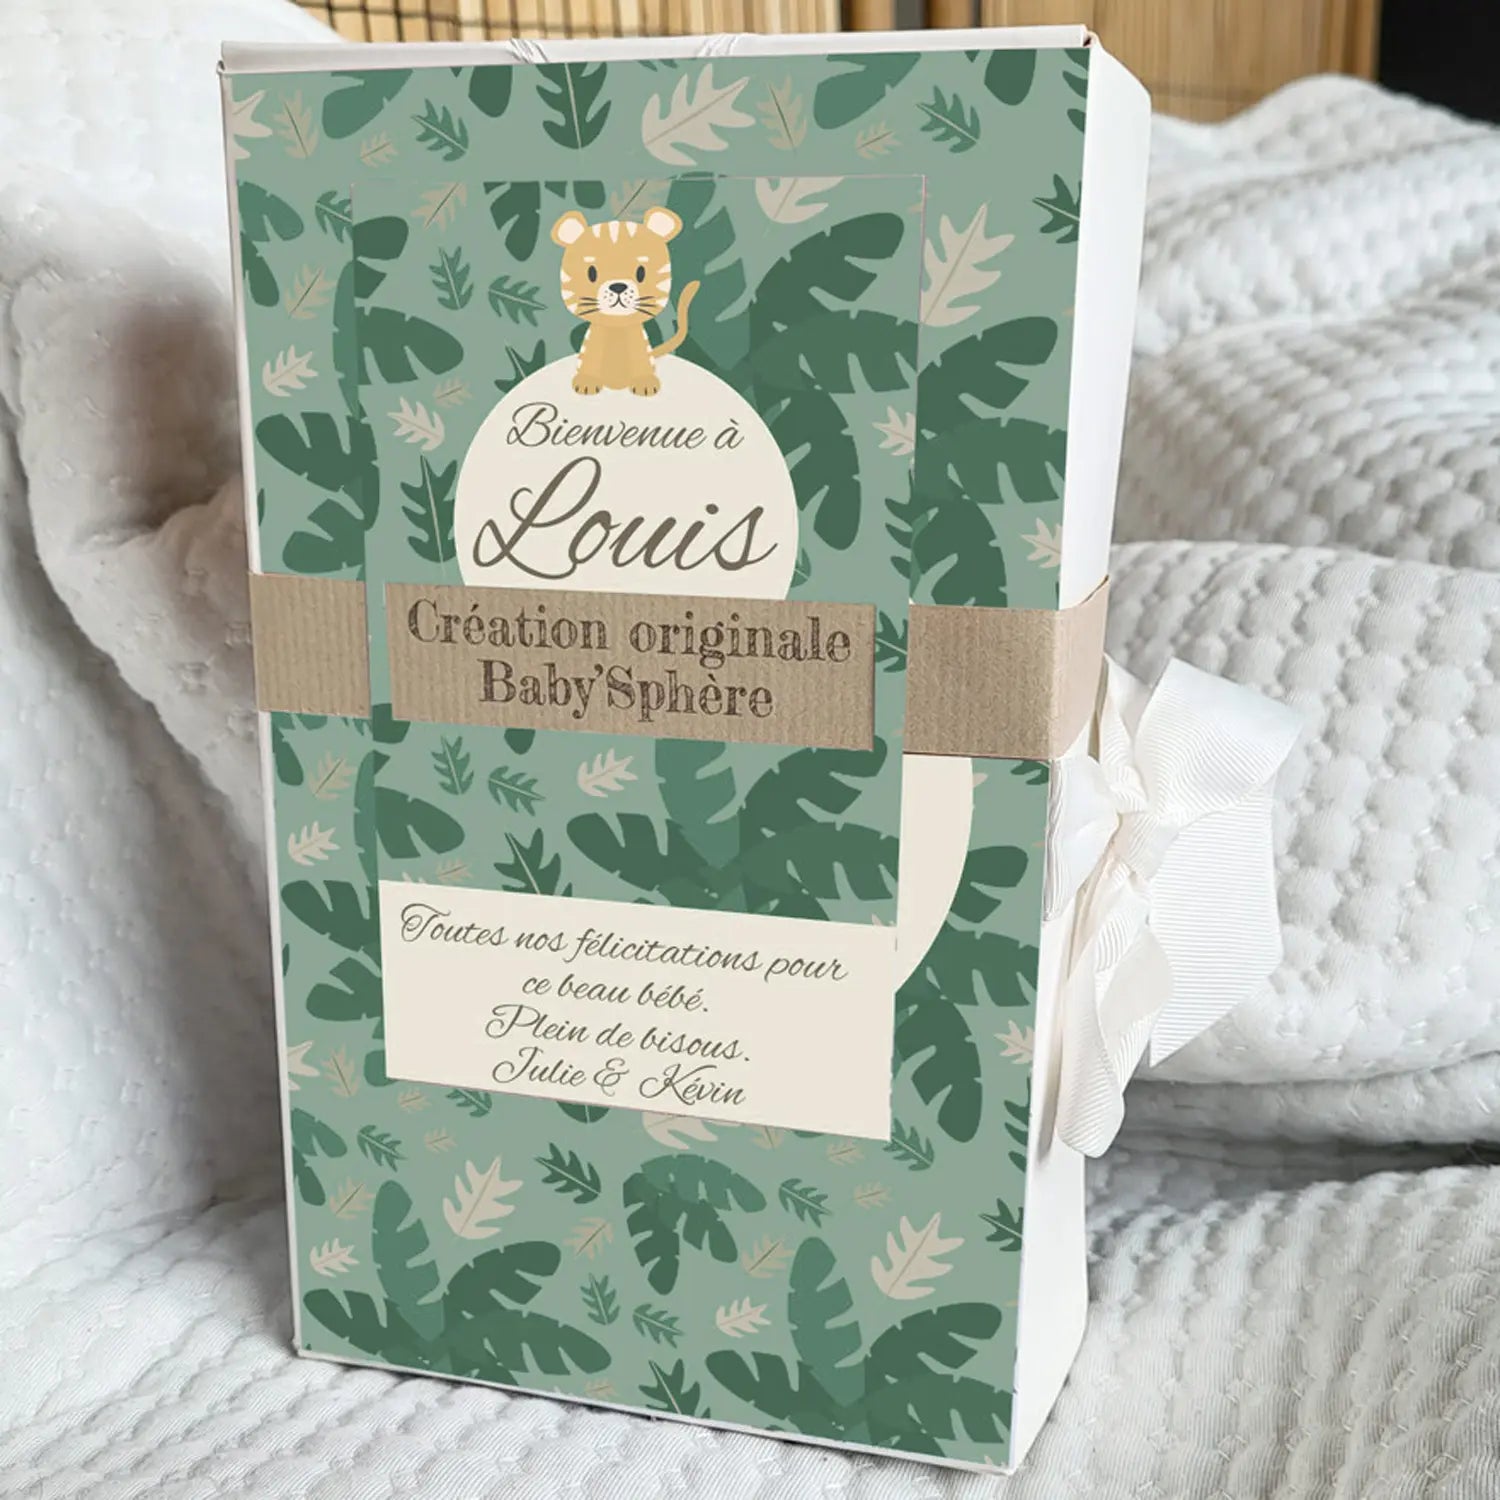 Bienvenue à
Louis
Création originale
Baby'Sphère
Toutes nos félicitations pour
ce beau bébé.
Plein de bisous.
Julie & Kévin